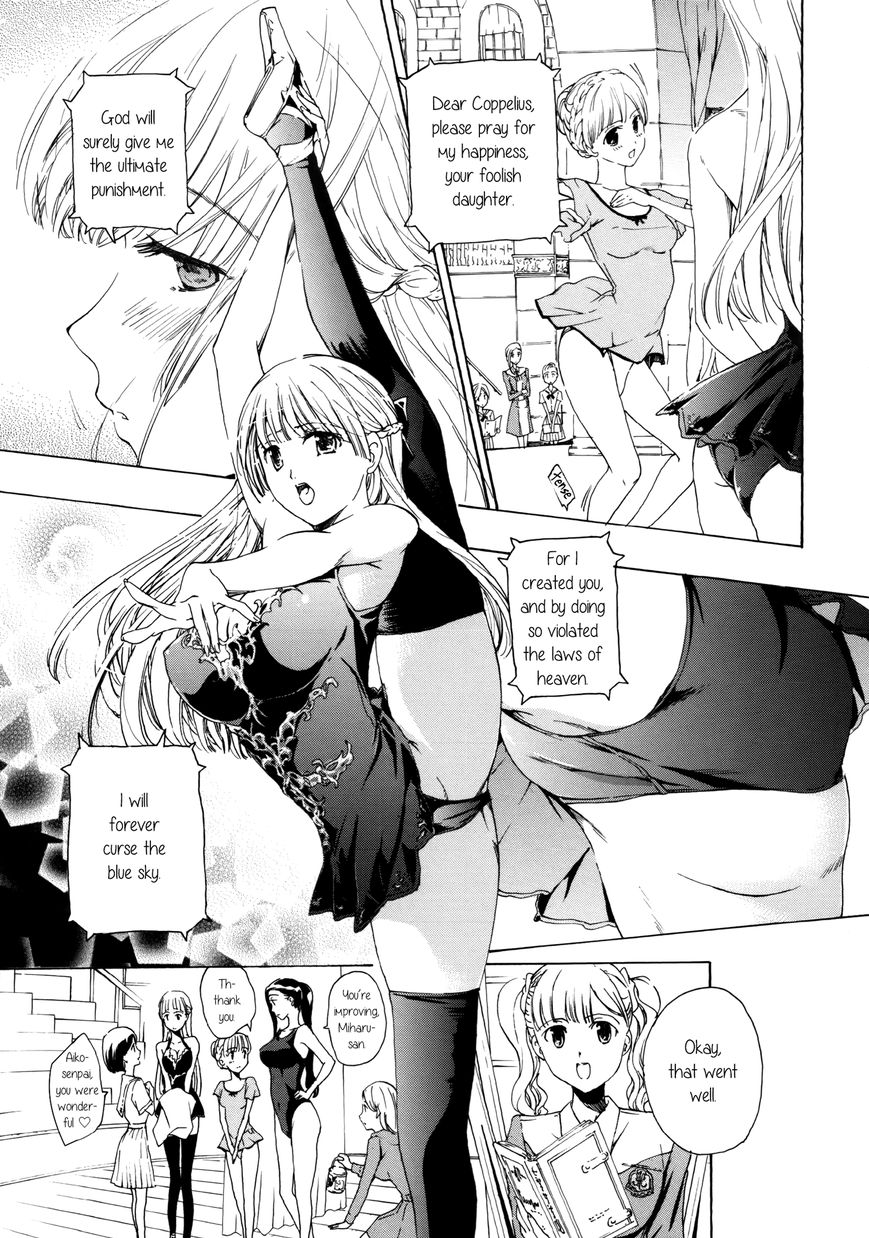 Dear Coppelius,
please pray for
my happiness,
your foolish
daughter.
God will
surely give me
the ultimate
punishment.
tense
For I
created you,
and by doing
so violated
the laws of
heaven.
I will
forever
curse the
blue sky.
Okay,
that went
well.
You're
improving,
Miharu-
san.
Th-
thank
you.
Aiko-
senpai,
you were
wonder-
ful ♡